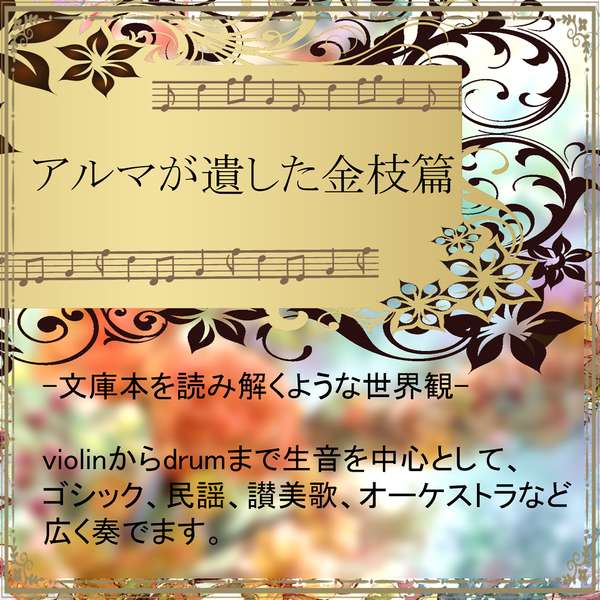 アルマが遺した金枝篇
−文庫本を読み解くような世界観−
violinからdrumまで生音を中心として、
ゴシック、民謡、讃美歌、オーケストラなど
広く奏でます。